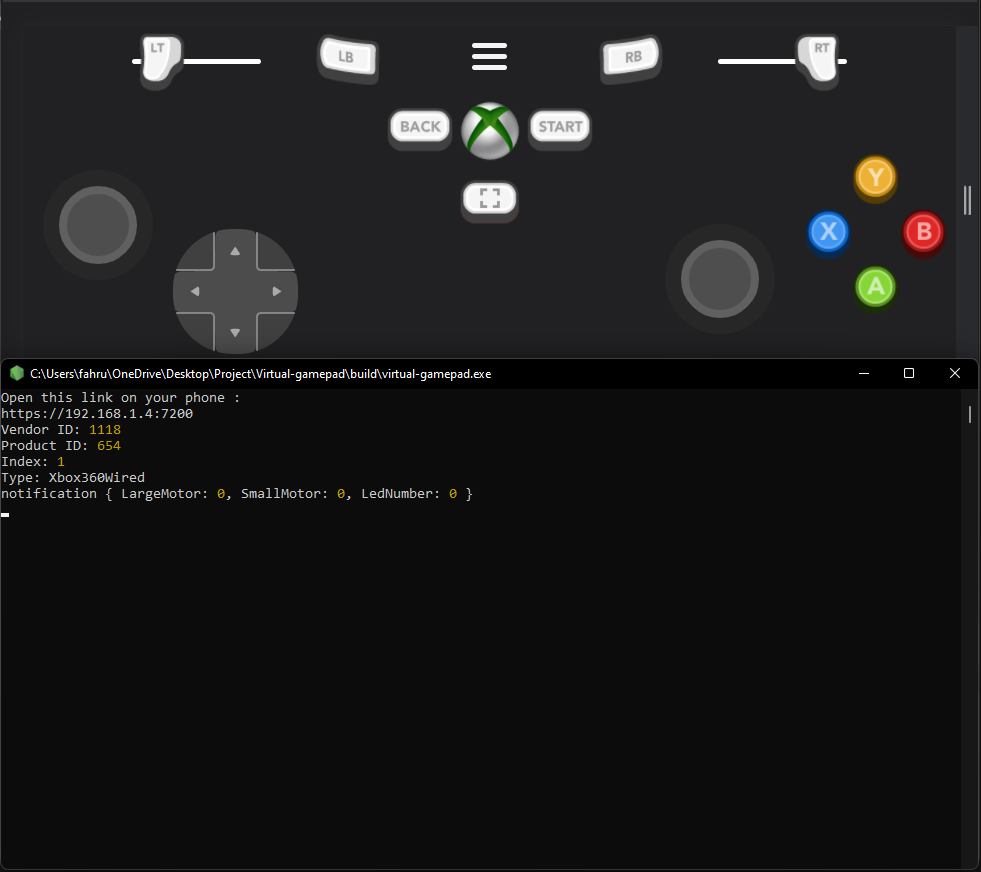 LT
LB
RB
RT
BACK
START
Y
X
B
A
C:\Users\fahru\OneDrive\Desktop\Project\Virtual-gamepad\build\virtual-gamepad.exe
Open this link on your phone :
https://192.168.1.4:7200
Vendor ID: 1118
Product ID: 654
Index: 1
Type: Xbox360Wired
notification { LargeMotor: 0, SmallMotor: 0, LedNumber: 0 }